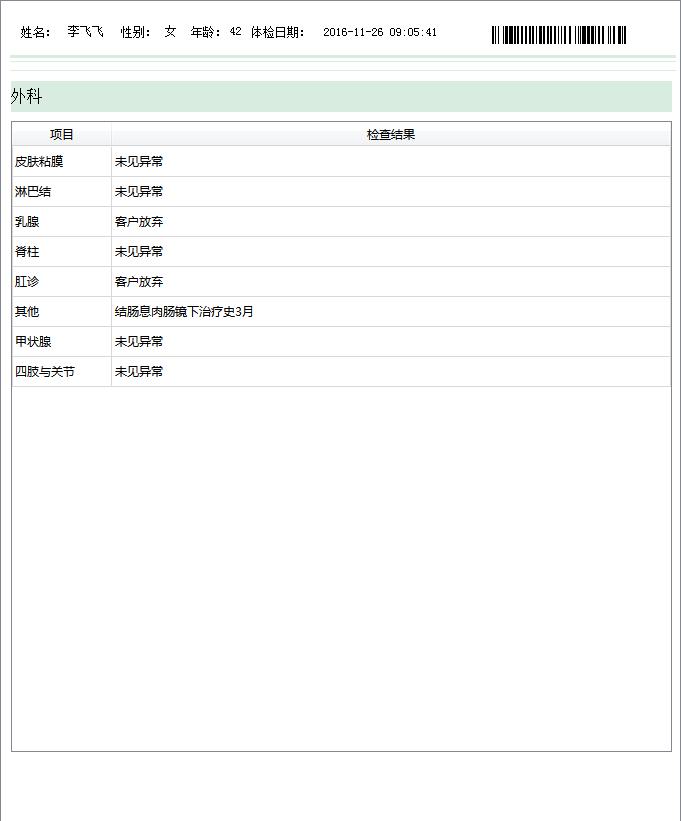 姓名： 李飞飞 性别： 女 年龄：42 体检日期： 2016-11-26 09:05:41
外科
项目 检查结果
皮肤粘膜 未见异常
淋巴结 未见异常
乳腺 客户放弃
脊柱 未见异常
肛诊 客户放弃
其他 结肠息肉肠镜下治疗史3月
甲状腺 未见异常
四肢与关节 未见异常